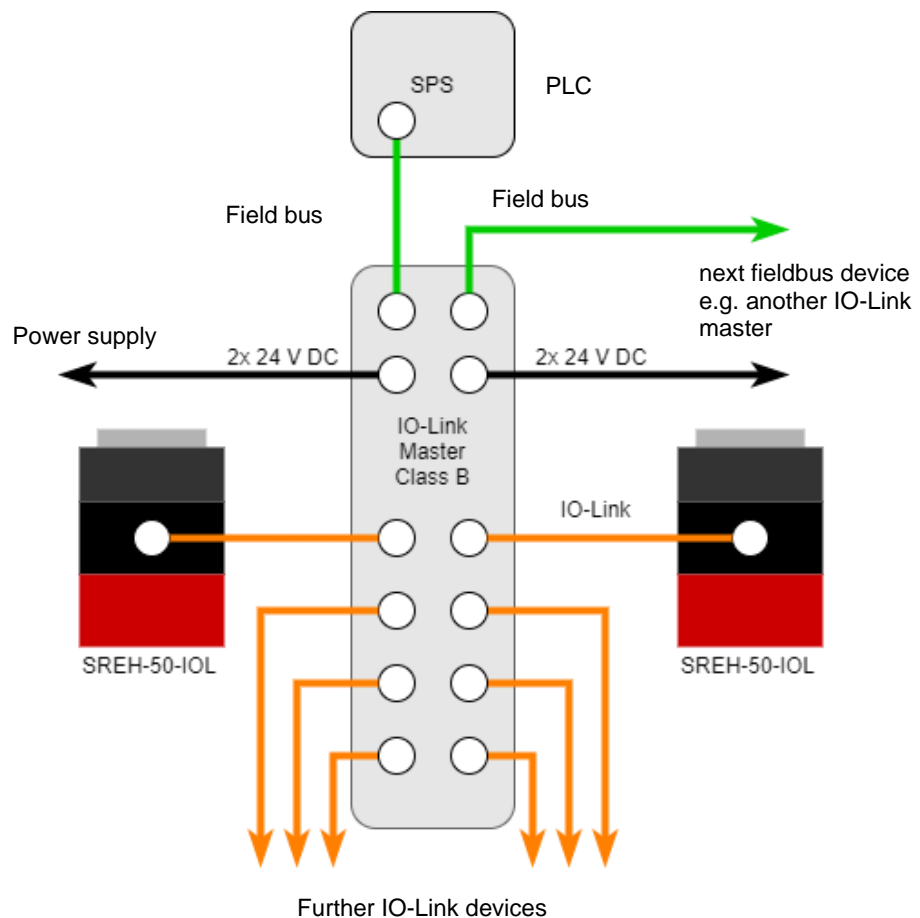 SPS
PLC
Field bus
Field bus
next fieldbus device
e.g. another IO-Link
master
Power supply
2x 24 V DC
2x 24 V DC
IO-Link
Master
Class B
IO-Link
SREH-50-IOL
SREH-50-IOL
Further IO-Link devices